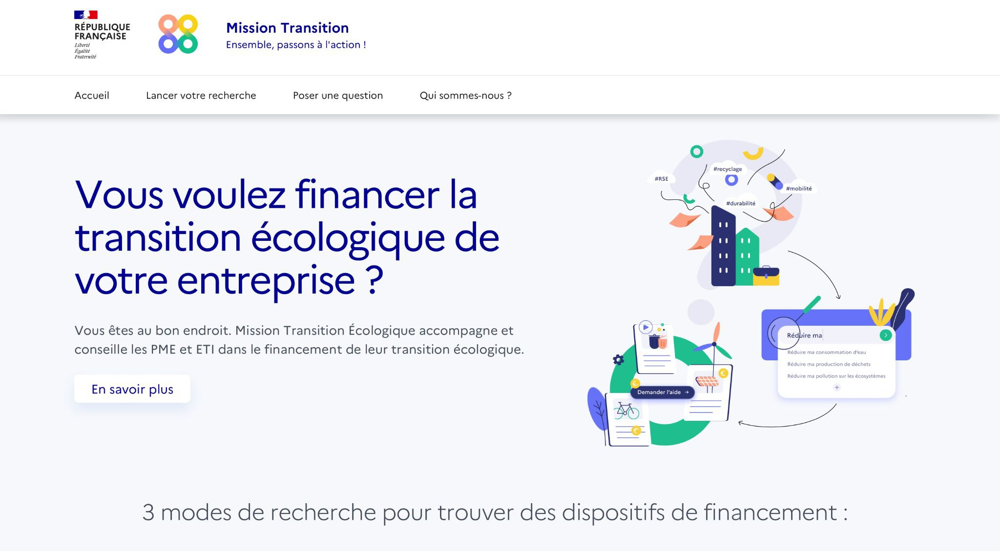 RÉPUBLIQUE
FRANÇAISE
Liberté
Égalité
Fraternité
Mission Transition
Ensemble, passons à l'action !
Accueil
Lancer votre recherche
Poser une question
Qui sommes-nous ?
Vous voulez financer la
transition écologique de
votre entreprise ?
Vous êtes au bon endroit. Mission Transition Écologique accompagne et
conseille les PME et ETI dans le financement de leur transition écologique.
En savoir plus
#recyclage
#RSE
#mobilité
#durabilité
Réduire ma
Réduire ma consommation d'eau
Réduire ma production de déchets
Réduire ma pollution sur les écosystèmes
+
€
€
Demander l'aide →
€
3 modes de recherche pour trouver des dispositifs de financement :